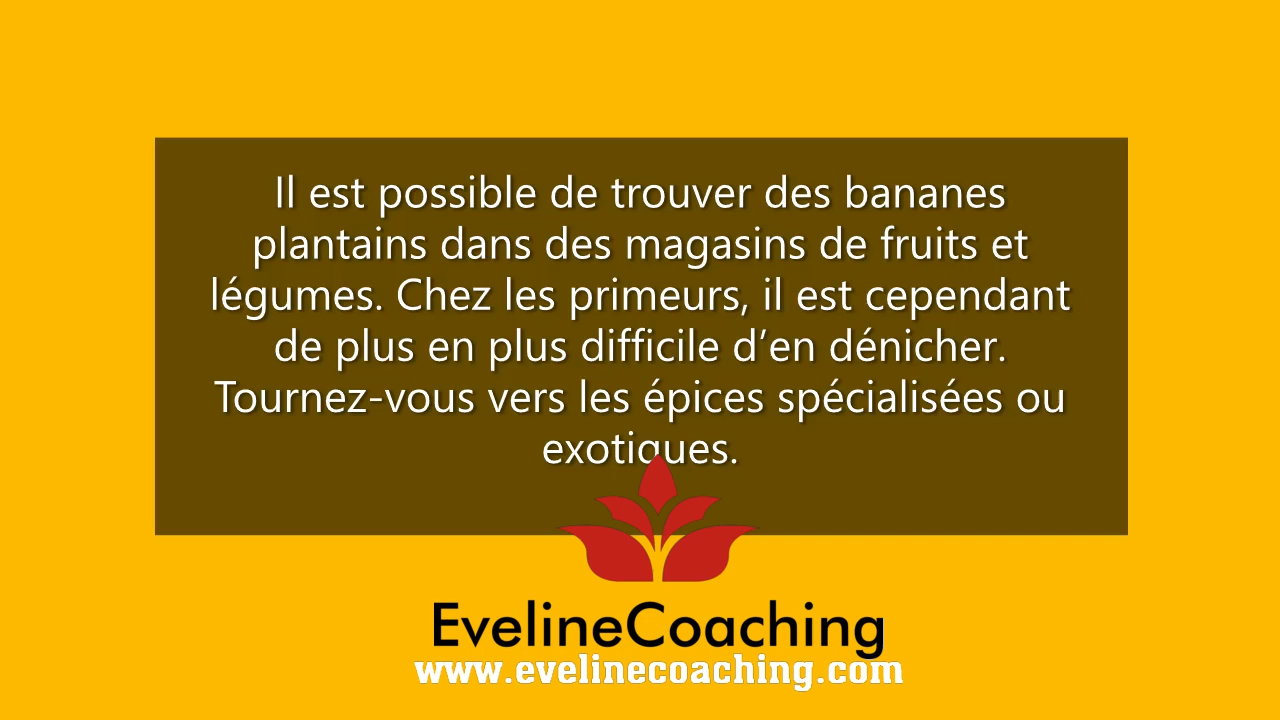 Il est possible de trouver des bananes
plantains dans des magasins de fruits et
légumes. Chez les primeurs, il est cependant
de plus en plus difficile d’en dénicher.
Tournez-vous vers les épices spécialisées ou
exotiques.
EvelineCoaching
www.evelinecoaching.com